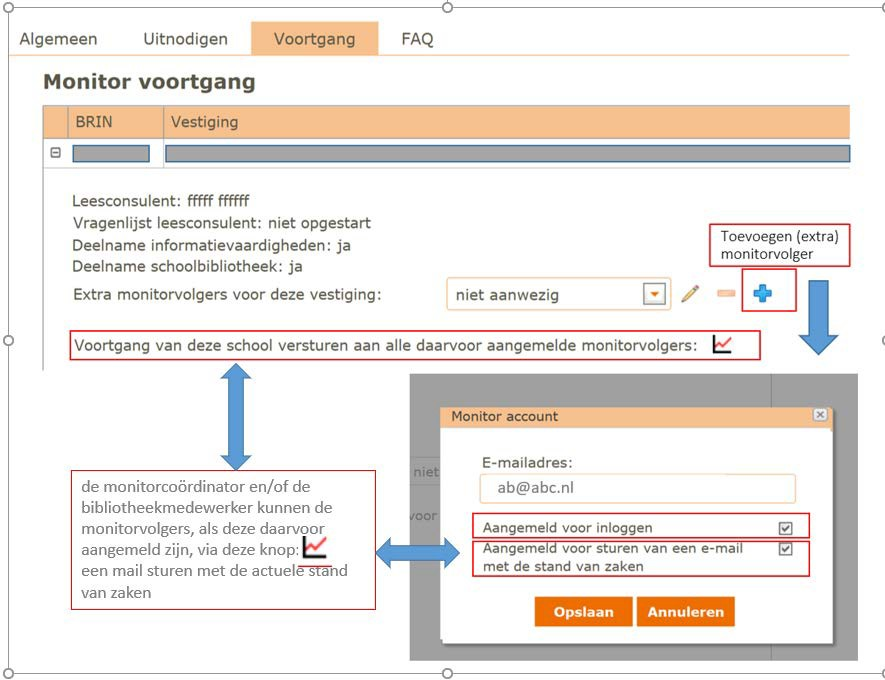 Algemeen Uitnodigen Voortgang FAQ
Monitor voortgang
BRIN Vestiging
Leesconsulent: fffff ffffff
Vragenlijst leesconsulent: niet opgestart
Deelname informatievaardigheden: ja
Deelname schoolbibliotheek: ja
Extra monitorvolgers voor deze vestiging: niet aanwezig
Toevoegen (extra)
monitorvolger
Voortgang van deze school versturen aan alle daarvoor aangemelde monitorvolgers:
de monitorcoördinator en/of de
bibliotheekmedewerker kunnen de
monitorvolgers, als deze daarvoor
aangemeld zijn, via deze knop:
een mail sturen met de actuele stand
van zaken
Monitor account
niet
voor
E-mailadres:
ab@abc.nl
Aangemeld voor inloggen
Aangemeld voor sturen van een e-mail
met de stand van zaken
Opslaan Annuleren